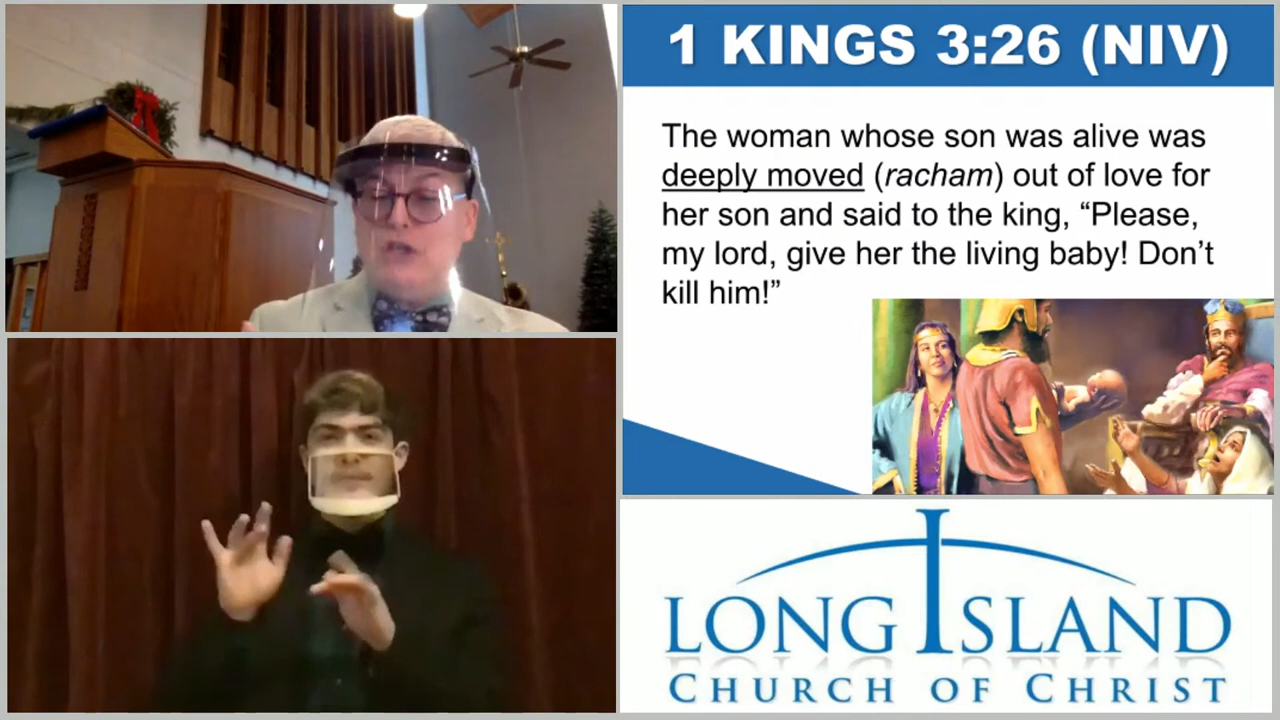 1 KINGS 3:26 (NIV)
The woman whose son was alive was
deeply moved (racham) out of love for
her son and said to the king, “Please,
my lord, give her the living baby! Don’t
kill him!”
LONG ISLAND
CHURCH OF CHRIST